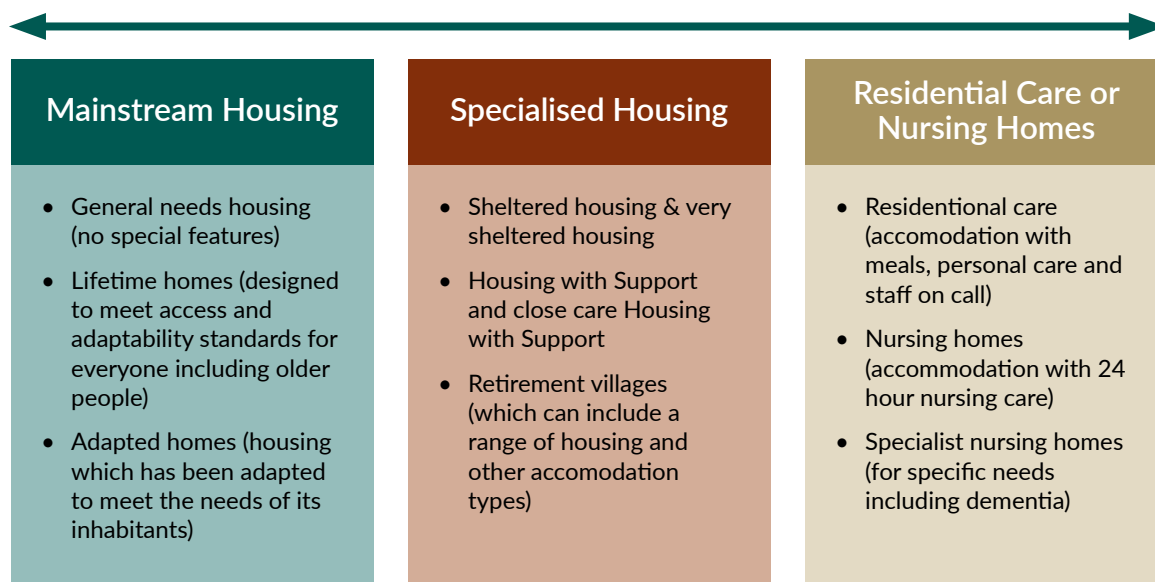 Mainstream Housing
• General needs housing
(no special features)
• Lifetime homes (designed
to meet access and
adaptability standards for
everyone including older
people)
• Adapted homes (housing
which has been adapted
to meet the needs of its
inhabitants)
Specialised Housing
• Sheltered housing & very
sheltered housing
• Housing with Support
and close care Housing
with Support
• Retirement villages
(which can include a
range of housing and
other accomodation
types)
Residential Care or
Nursing Homes
• Residentional care
(accomodation with
meals, personal care and
staff on call)
• Nursing homes
(accommodation with 24
hour nursing care)
• Specialist nursing homes
(for specific needs
including dementia)